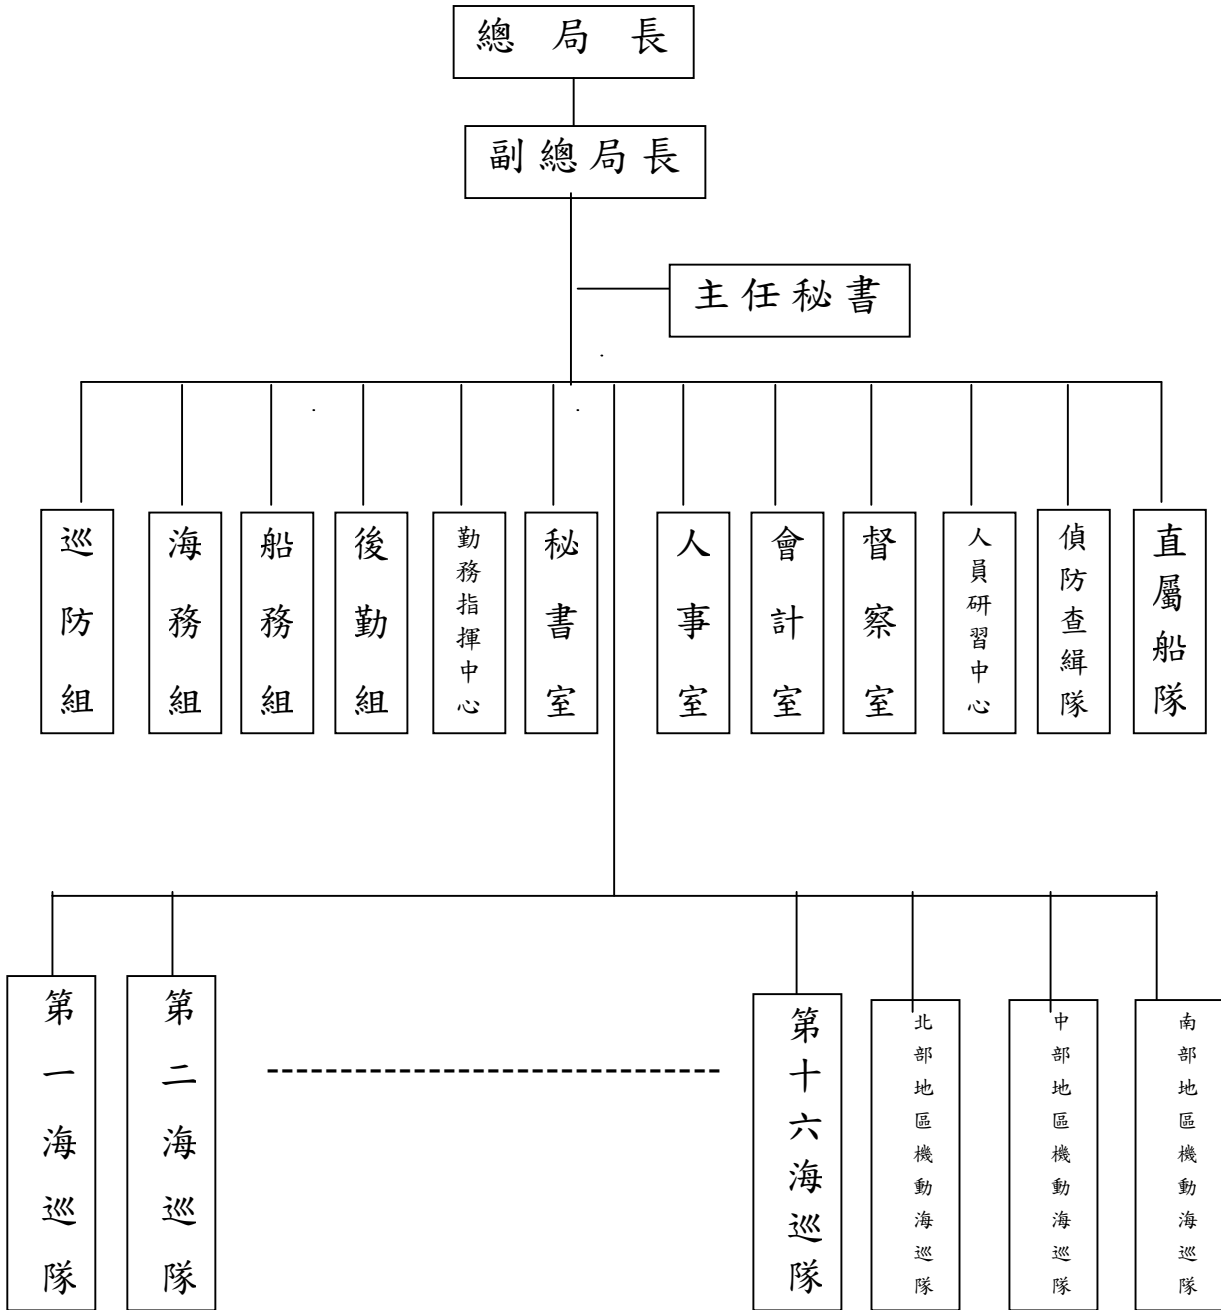 總局長
副總局長
主任秘書
巡防組
海務組
船務組
後勤組
勤務指揮中心
秘書室
人事室
會計室
督察室
人員研習中心
偵防查緝隊
直屬船隊
第一海巡隊
第二海巡隊
第十六海巡隊
北部地區機動海巡隊
中部地區機動海巡隊
南部地區機動海巡隊